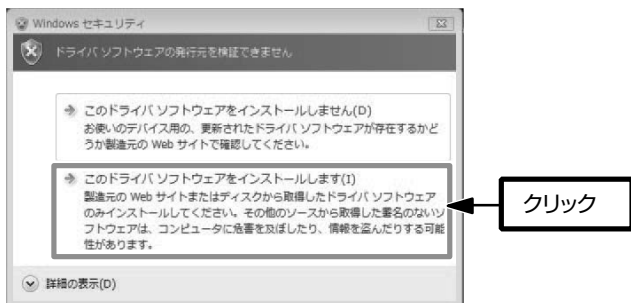 Windows セキュリティ
ドライバ ソフトウェアの発行元を検証できません
このドライバ ソフトウェアをインストールしません(D)
お使いのデバイス用の、更新されたドライバ ソフトウェアが存在するかど
うか製造元の Web サイトで確認してください。
このドライバ ソフトウェアをインストールします(I)
製造元の Web サイトまたはディスクから取得したドライバ ソフトウェア
のみインストールしてください。その他のソースから取得した署名のないソ
フトウェアは、コンピュータに危害を及ぼしたり、情報を盗んだりする可能
性があります。
クリック
詳細の表示(D)